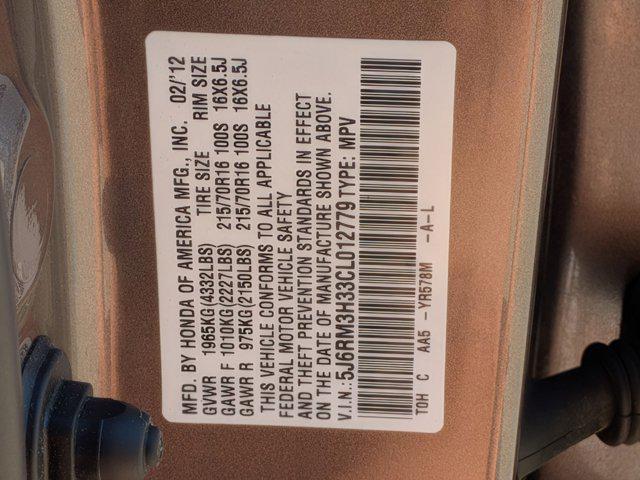 MFD. BY HONDA OF AMERICA MFG., INC. 02/'12
GVWR 1965KG(4332LBS) TIRE SIZE RIM SIZE
GAWR F 1010KG(2227LBS) 215/70R16 100S 16X6.5J
GAWR R 975KG(2150LBS) 215/70R16 100S 16X6.5J
THIS VEHICLE CONFORMS TO ALL APPLICABLE
FEDERAL MOTOR VEHICLE SAFETY
AND THEFT PREVENTION STANDARDS IN EFFECT
ON THE DATE OF MANUFACTURE SHOWN ABOVE.
V.I.N.:5J6RM3H33CL012779 TYPE: MPV
TOH C AA5 -YR578M -A-L